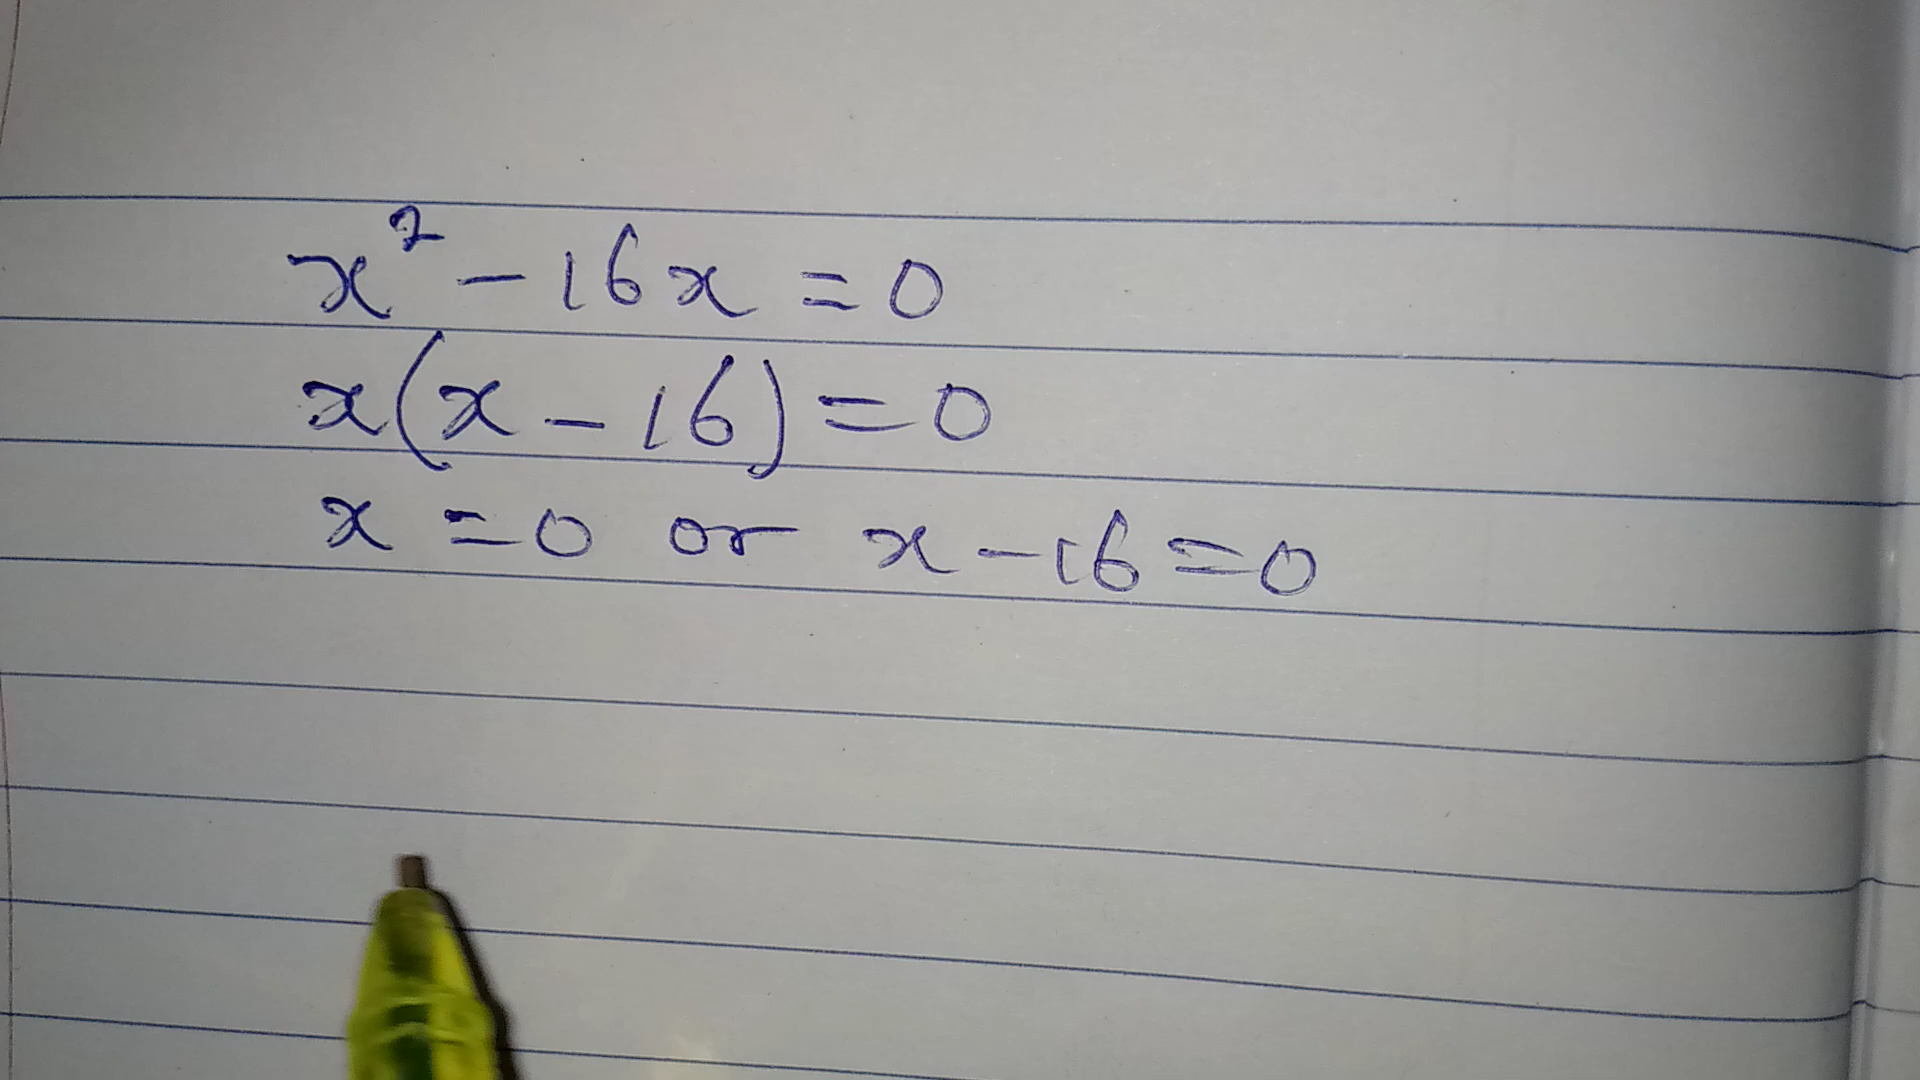 x² - 16x = 0
x(x - 16) = 0
x = 0 or x - 16 = 0